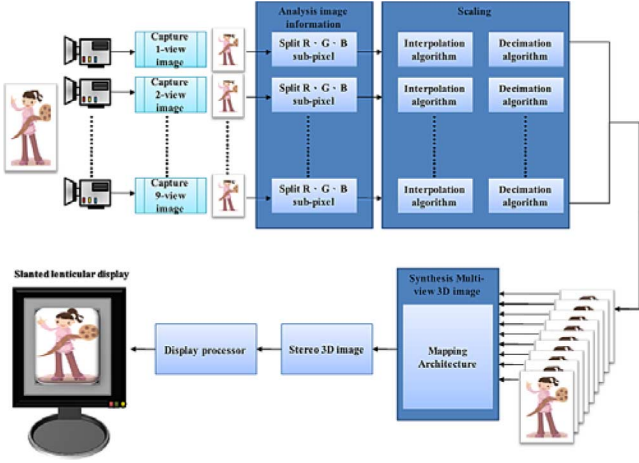 Analysis image
information
Scaling
Capture
1-view
image
Split R · G · B
sub-pixel
Interpolation
algorithm
Decimation
algorithm
Capture
2-view
image
Split R · G · B
sub-pixel
Interpolation
algorithm
Decimation
algorithm
Capture
9-view
image
Split R · G · B
sub-pixel
Interpolation
algorithm
Decimation
algorithm
Slanted lenticular display
Synthesis Multi-
view 3D image
Display processor
Stereo 3D image
Mapping
Architecture